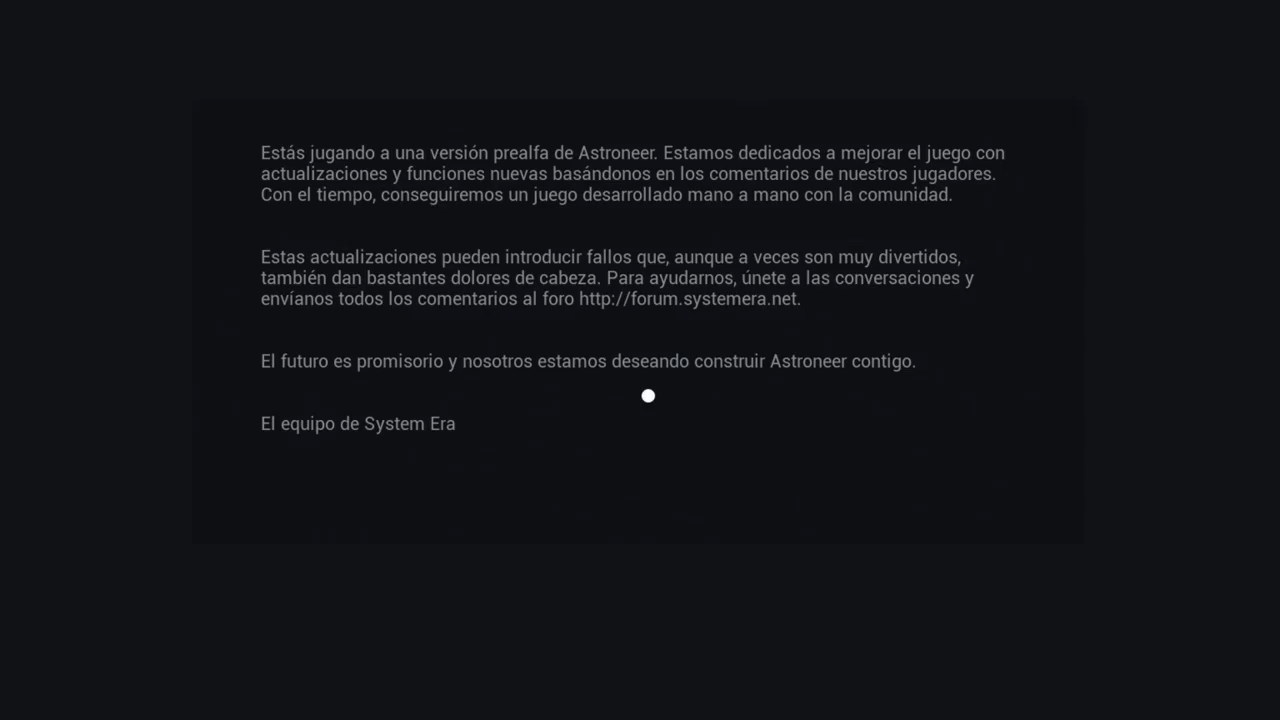 Estás jugando a una versión prealfa de Astroneer. Estamos dedicados a mejorar el juego con
actualizaciones y funciones nuevas basándonos en los comentarios de nuestros jugadores.
Con el tiempo, conseguiremos un juego desarrollado mano a mano con la comunidad.
Estas actualizaciones pueden introducir fallos que, aunque a veces son muy divertidos,
también dan bastantes dolores de cabeza. Para ayudarnos, únete a las conversaciones y
envíanos todos los comentarios al foro http://forum.systemera.net.
El futuro es promisorio y nosotros estamos deseando construir Astroneer contigo.
El equipo de System Era